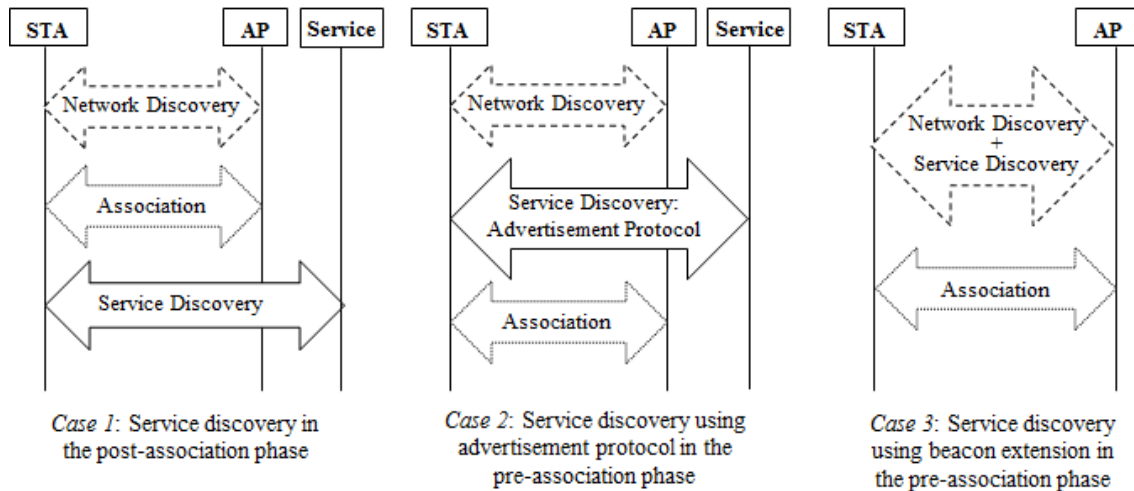 STA
AP
Service
Network Discovery
Association
Service Discovery
Case 1: Service discovery in
the post-association phase
STA
AP
Service
Network Discovery
Service Discovery:
Advertisement Protocol
Association
Case 2: Service discovery using
advertisement protocol in the
pre-association phase
STA
AP
Network Discovery
+
Service Discovery
Association
Case 3: Service discovery
using beacon extension in
the pre-association phase